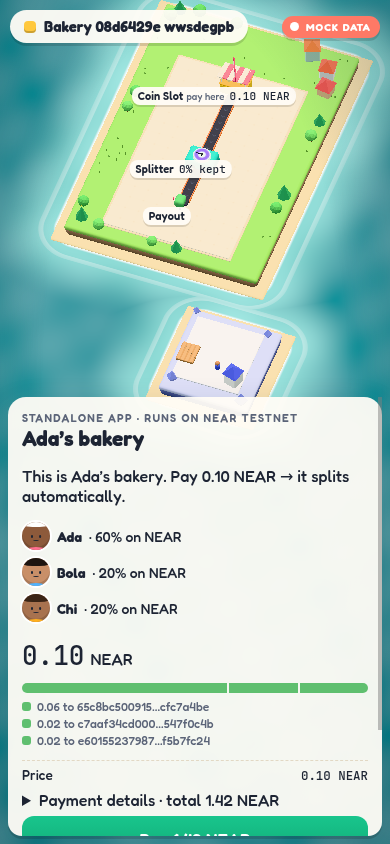 Bakery 08d6429e wwsdegpb
MOCK DATA
Coin Slot pay here 0.10 NEAR
Splitter 0% kept
Payout
STANDALONE APP · RUNS ON NEAR TESTNET
Ada's bakery
This is Ada's bakery. Pay 0.10 NEAR → it splits
automatically.
Ada · 60% on NEAR
Bola · 20% on NEAR
Chi · 20% on NEAR
0.10 NEAR
0.06 to 65c8bc500915...cfc7a4be
0.02 to c7aaf34cd000...547f0c4b
0.02 to e60155237987...f5b7fc24
Price 0.10 NEAR
▶ Payment details · total 1.42 NEAR